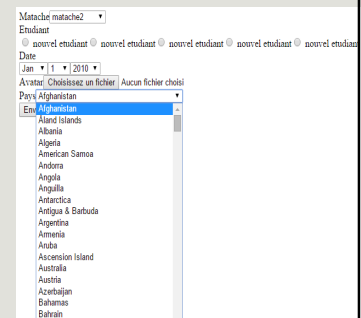 Matache matache2
Etudiant
nouvel etudiant nouvel etudiant nouvel etudiant nouvel etudiant nouvel etudiant
Date
Jan 1 2010
Avatar Choisissez un fichier Aucun fichier choisi
Pays Afghanistan
Env
Afghanistan
Aland Islands
Albania
Algeria
American Samoa
Andorra
Angola
Anguilla
Antarctica
Antigua & Barbuda
Argentina
Armenia
Aruba
Ascension Island
Australia
Austria
Azerbaijan
Bahamas
Bahrain